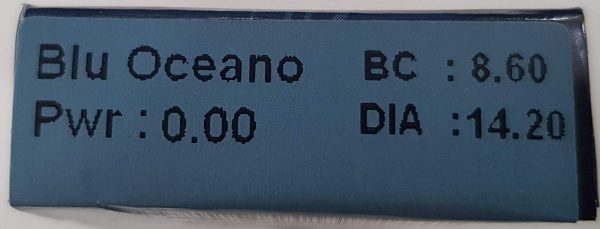 Blu Oceano BC : 8.60
Pwr : 0.00 DIA : 14.20